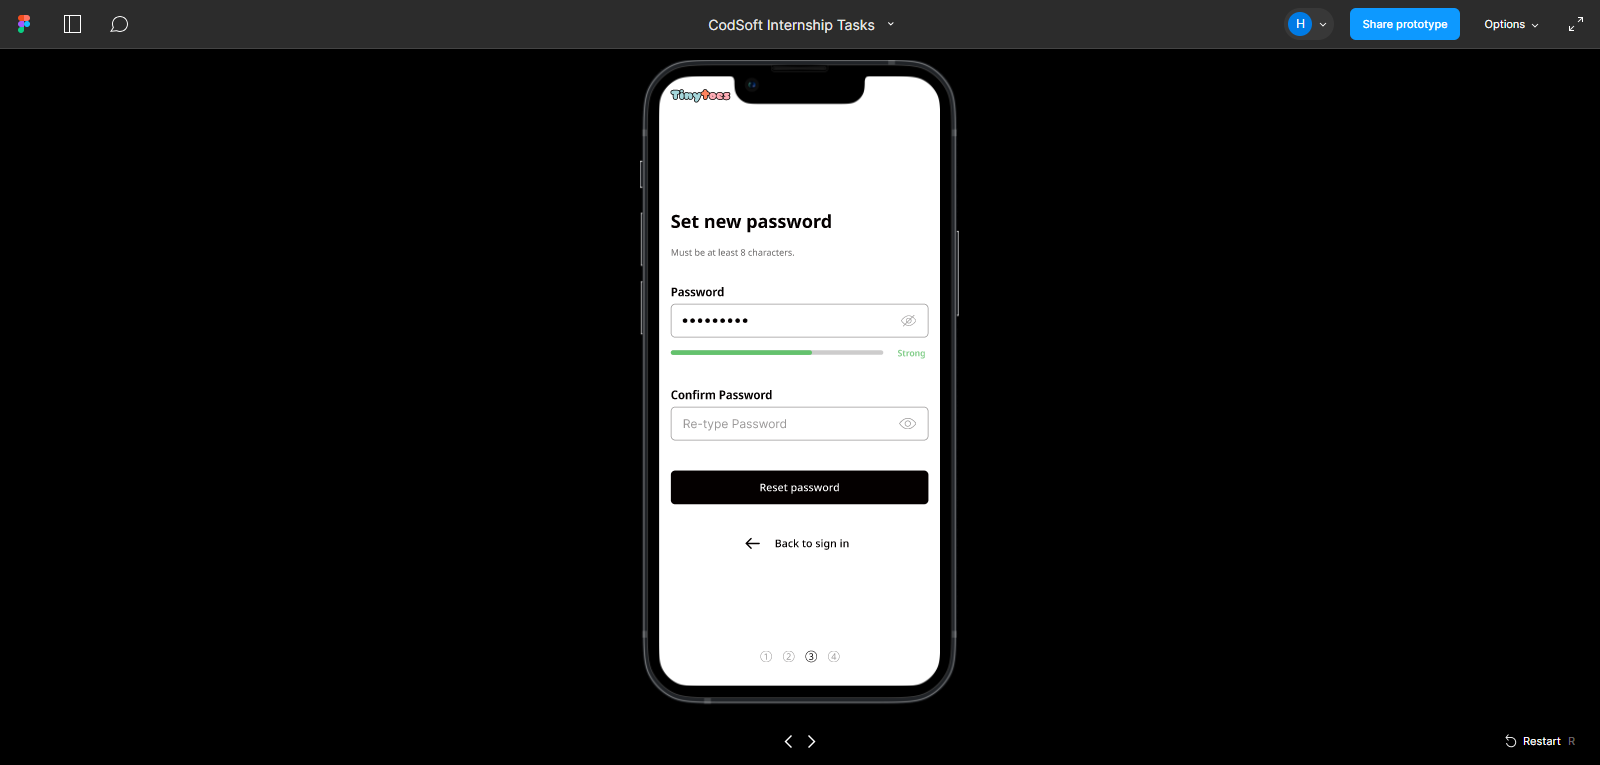 CodSoft Internship Tasks
H
Share prototype
Options
Tinytoes
Set new password
Must be at least 8 characters.
Password
•••••••••
Strong
Confirm Password
Re-type Password
Reset password
Back to sign in
1 2 3 4
Restart R